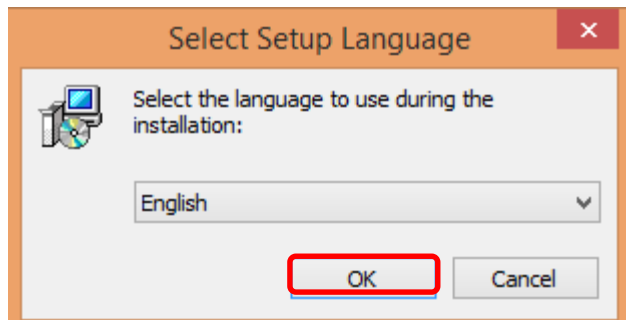 Select Setup Language
Select the language to use during the
installation:
English
OK
Cancel